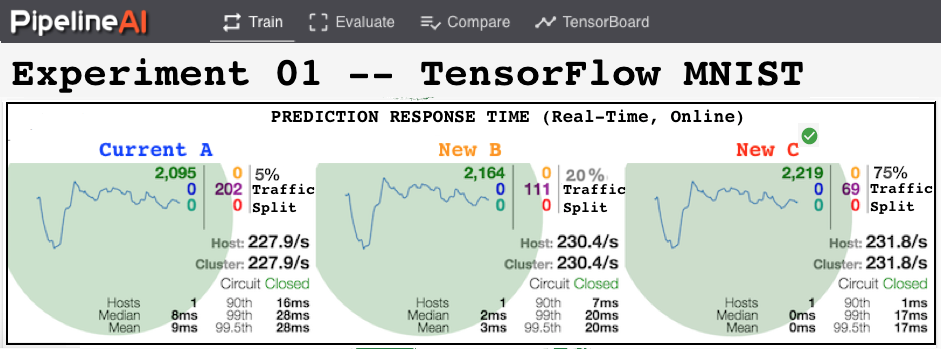 PipelineAI Train Evaluate Compare TensorBoard
Experiment 01 -- TensorFlow MNIST
PREDICTION RESPONSE TIME (Real-Time, Online)
Current A
2,095 0 5%
0 202 Traffic
0 0 Split
Host: 227.9/s
Cluster: 227.9/s
Circuit Closed
Hosts 1 90th 16ms
Median 8ms 99th 28ms
Mean 9ms 99.5th 28ms
New B
2,164 0 20%
0 111 Traffic
0 0 Split
Host: 230.4/s
Cluster: 230.4/s
Circuit Closed
Hosts 1 90th 7ms
Median 2ms 99th 20ms
Mean 3ms 99.5th 20ms
New C
2,219 0 75%
0 69 Traffic
0 0 Split
Host: 231.8/s
Cluster: 231.8/s
Circuit Closed
Hosts 1 90th 1ms
Median 0ms 99th 17ms
Mean 0ms 99.5th 17ms